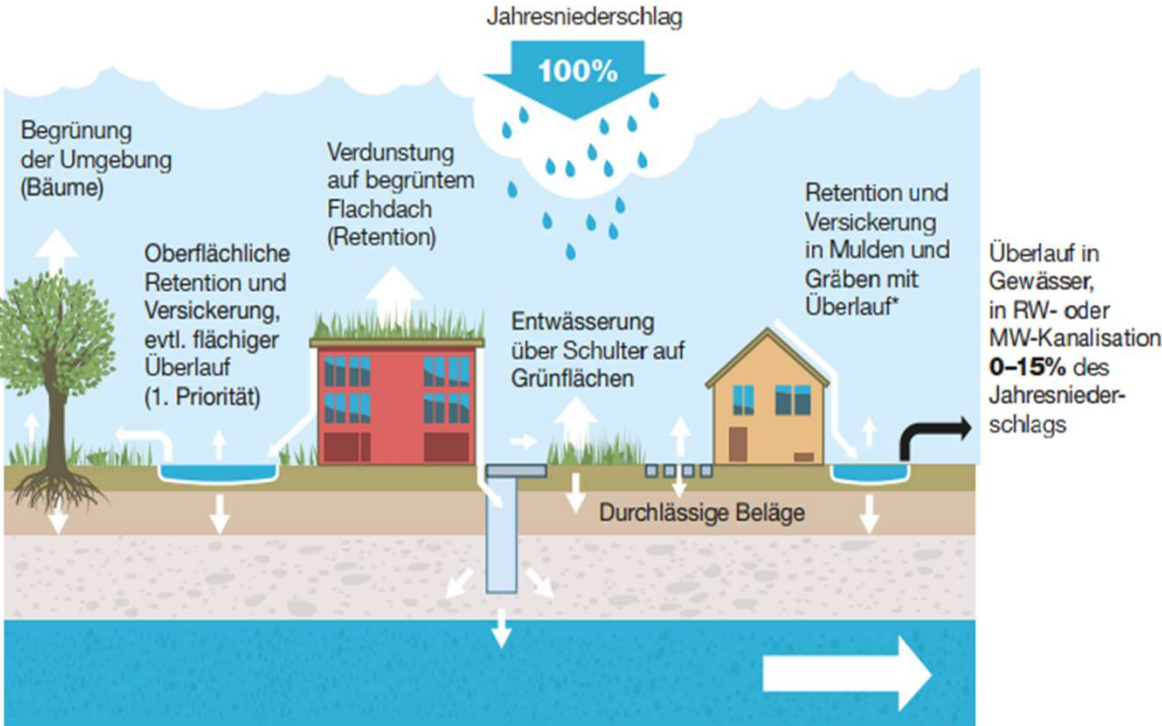 Jahresniederschlag
100%
Begrünung
der Umgebung
(Bäume)
Verdunstung
auf begrüntem
Flachdach
(Retention)
Oberflächliche
Retention und
Versickerung,
evtl. flächiger
Überlauf
(1. Priorität)
Entwässerung
über Schulter auf
Grünflächen
Retention und
Versickerung
in Mulden und
Gräben mit
Überlauf*
Überlauf in
Gewässer,
in RW- oder
MW-Kanalisation
0–15% des
Jahresnieder-
schlags
Durchlässige Beläge